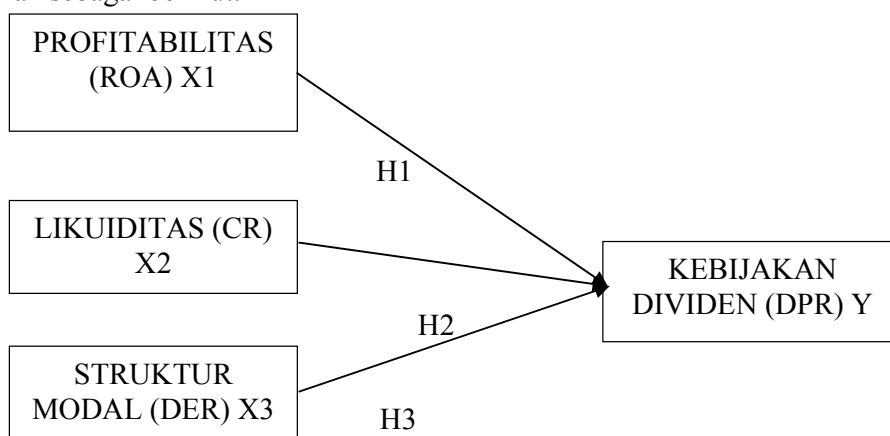 PROFITABILITAS
(ROA) X1
H1
LIKUIDITAS (CR)
X2
KEBIJAKAN
DIVIDEN (DPR) Y
H2
STRUKTUR
MODAL (DER) X3
H3